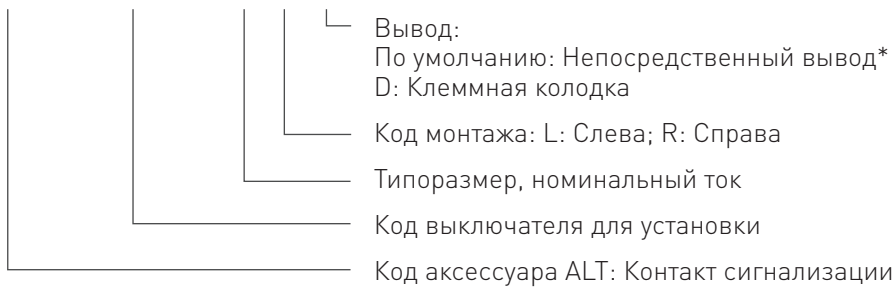 Вывод:
По умолчанию: Непосредственный вывод*
D: Клеммная колодка
Код монтажа: L: Слева; R: Справа
Типоразмер, номинальный ток
Код выключателя для установки
Код аксессуара ALT: Контакт сигнализации